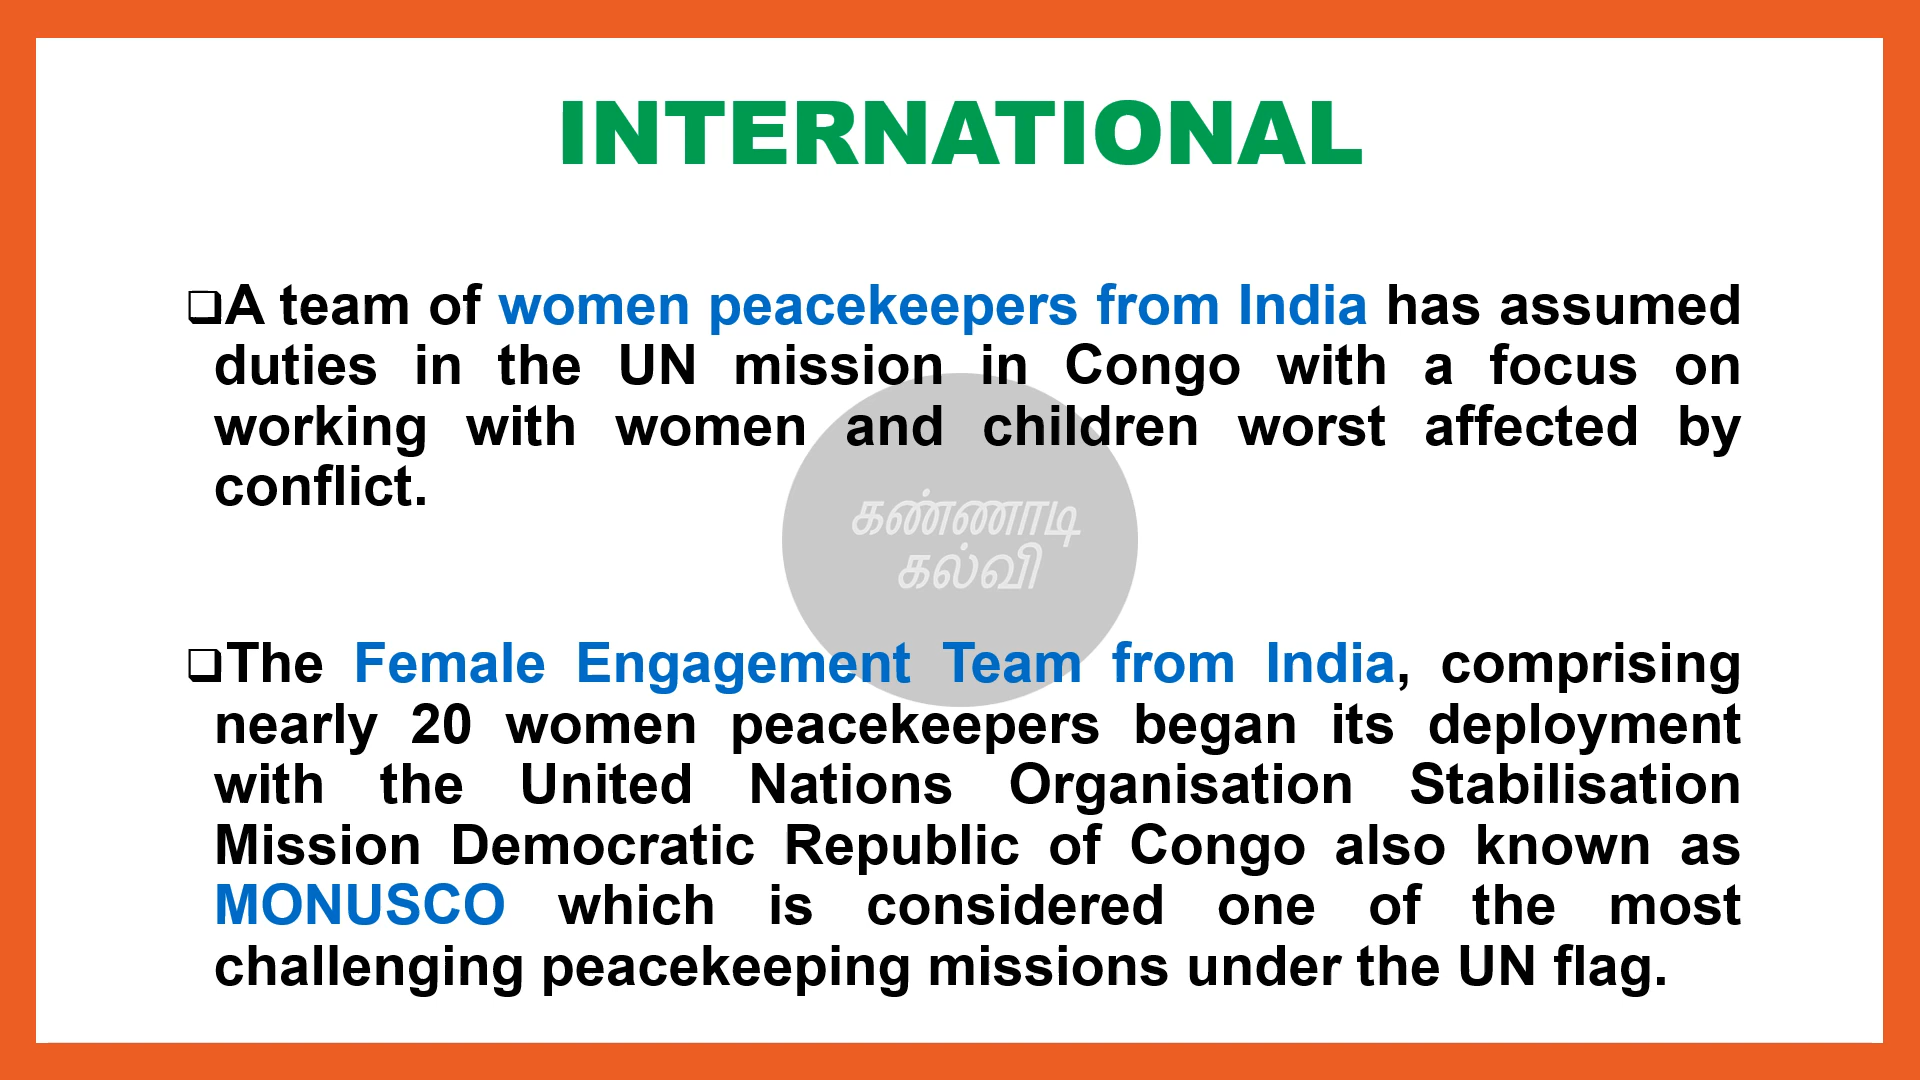 INTERNATIONAL
❑A team of women peacekeepers from India has assumed
duties in the UN mission in Congo with a focus on
working with women and children worst affected by
conflict.
கண்ணாடி
கல்வி
❑The Female Engagement Team from India, comprising
nearly 20 women peacekeepers began its deployment
with the United Nations Organisation Stabilisation
Mission Democratic Republic of Congo also known as
MONUSCO which is considered one of the most
challenging peacekeeping missions under the UN flag.